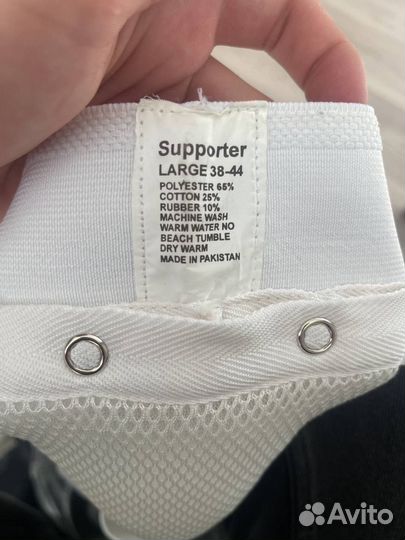 Supporter
LARGE 38-44
POLYESTER 65%
COTTON 25%
RUBBER 10%
MACHINE WASH
WARM WATER NO
BEACH TUMBLE
DRY WARM
MADE IN PAKISTAN
Avito